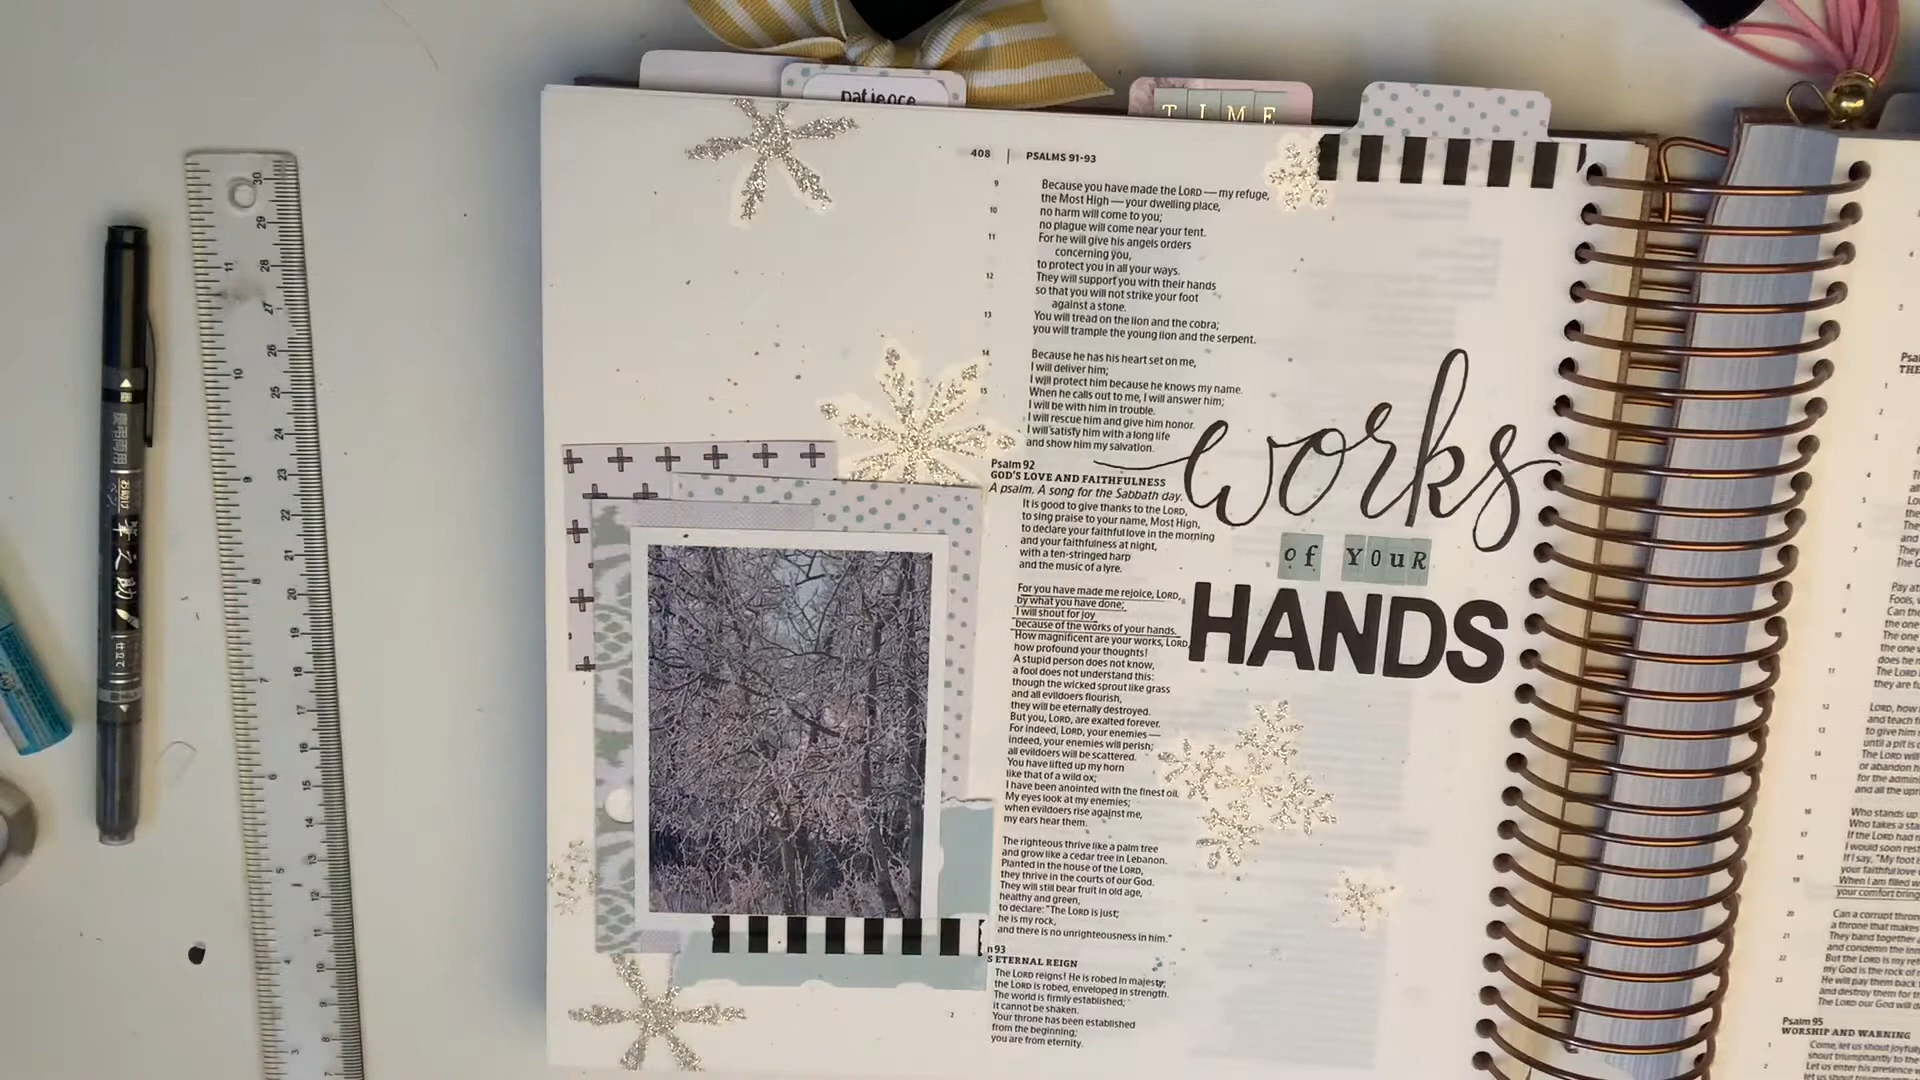 patience
TIME
408 | PSALMS 91-93
9 Because you have made the LORD — my refuge,
the Most High — your dwelling place,
10 no harm will come to you;
no plague will come near your tent.
11 For he will give his angels orders
concerning you,
to protect you in all your ways.
12 They will support you with their hands
so that you will not strike your foot
against a stone.
13 You will tread on the lion and the cobra;
you will trample the young lion and the serpent.
14 Because he has his heart set on me,
I will deliver him;
I will protect him because he knows my name.
15 When he calls out to me, I will answer him;
I will be with him in trouble.
I will rescue him and give him honor.
I will satisfy him with a long life
and show him my salvation.
Psalm 92
GOD'S LOVE AND FAITHFULNESS
A psalm. A song for the Sabbath day.
It is good to give thanks to the LORD,
to sing praise to your name, Most High,
to declare your faithful love in the morning
and your faithfulness at night,
with a ten-stringed harp
and the music of a lyre.
For you have made me rejoice, LORD,
by what you have done;
I will shout for joy
because of the works of your hands.
How magnificent are your works, LORD,
how profound your thoughts!
A stupid person does not know,
a fool does not understand this:
though the wicked sprout like grass
and all evildoers flourish,
they will be eternally destroyed.
But you, LORD, are exalted forever.
For indeed, LORD, your enemies —
indeed, your enemies will perish;
all evildoers will be scattered.
You have lifted up my horn
like that of a wild ox;
I have been anointed with the finest oil.
My eyes look at my enemies;
when evildoers rise against me,
my ears hear them.
The righteous thrive like a palm tree
and grow like a cedar tree in Lebanon.
Planted in the house of the LORD,
they thrive in the courts of our God.
They will still bear fruit in old age,
healthy and green,
to declare: "The LORD is just;
he is my rock,
and there is no unrighteousness in him."
93
ETERNAL REIGN
The LORD reigns! He is robed in majesty;
the LORD is robed, enveloped in strength.
The world is firmly established;
it cannot be shaken.
2 Your throne has been established
from the beginning;
you are from eternity.
works
of YOuR
HANDS
Psalm 95
WORSHIP AND WARNING